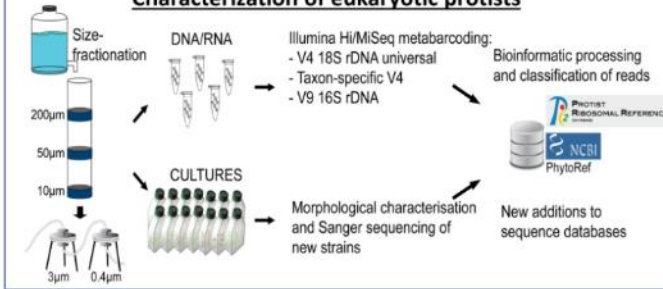 Characterization of eukaryotic protists
Size-
fractionation
200µm
50µm
10µm
3µm
0.4µm
DNA/RNA
CULTURES
Illumina Hi/MiSeq metabarcoding:
- V4 18S rDNA universal
- Taxon-specific V4
- V9 16S rDNA
Morphological characterisation
and Sanger sequencing of
new strains
Bioinformatic processing
and classification of reads
PROTIST
RIBOSOMAL REFERENC
NCBI
PhytoRef
New additions to
sequence databases